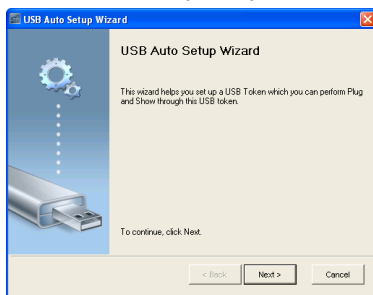 USB Auto Setup Wizard
USB Auto Setup Wizard
This wizard helps you set up a USB Token which you can perform Plug
and Show through this USB token.
To continue, click Next.
< Back
Next >
Cancel